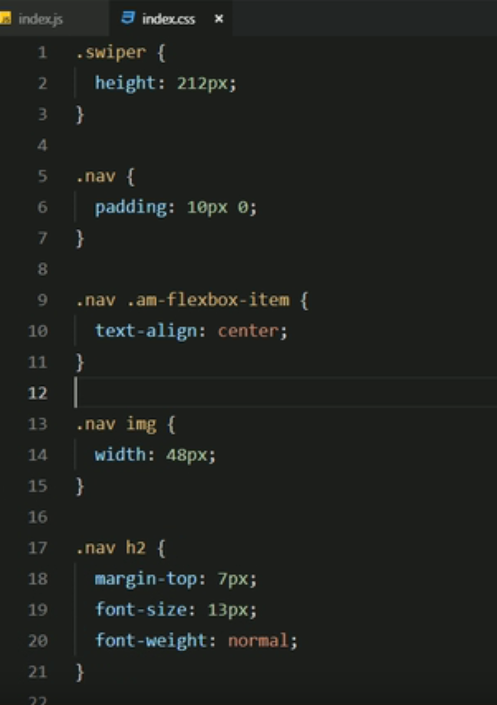 JS index.js index.css ×
1 .swiper {
2 height: 212px;
3 }
4
5 .nav {
6 padding: 10px 0;
7 }
8
9 .nav .am-flexbox-item {
10 text-align: center;
11 }
12
13 .nav img {
14 width: 48px;
15 }
16
17 .nav h2 {
18 margin-top: 7px;
19 font-size: 13px;
20 font-weight: normal;
21 }
22